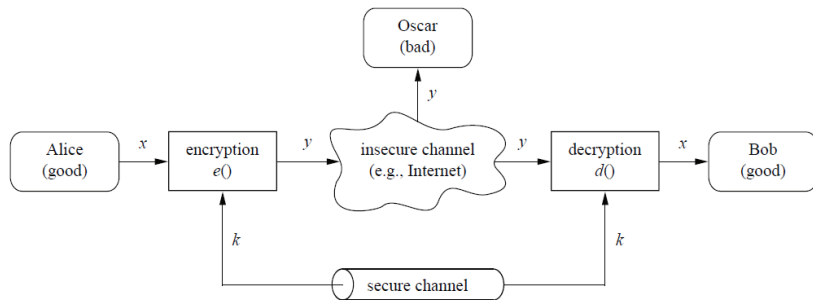 Oscar
(bad)
y
Alice
(good)
x
encryption
e()
y
insecure channel
(e.g., Internet)
y
decryption
d()
x
Bob
(good)
k
k
secure channel